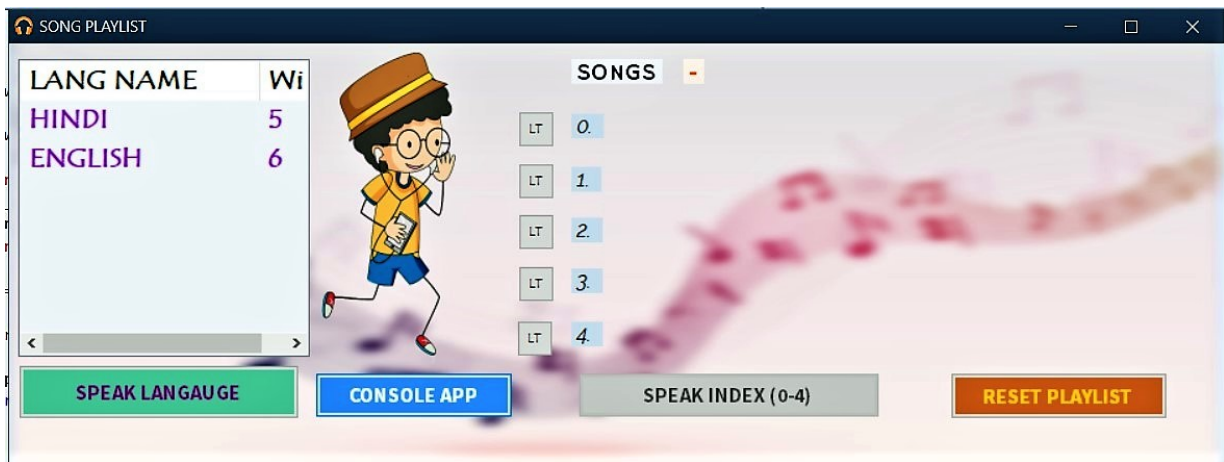 SONG PLAYLIST
LANG NAME Wi
HINDI 5
ENGLISH 6
SONGS -
LT 0.
LT 1.
LT 2.
LT 3.
LT 4.
SPEAK LANGAUGE
CONSOLE APP
SPEAK INDEX (0-4)
RESET PLAYLIST